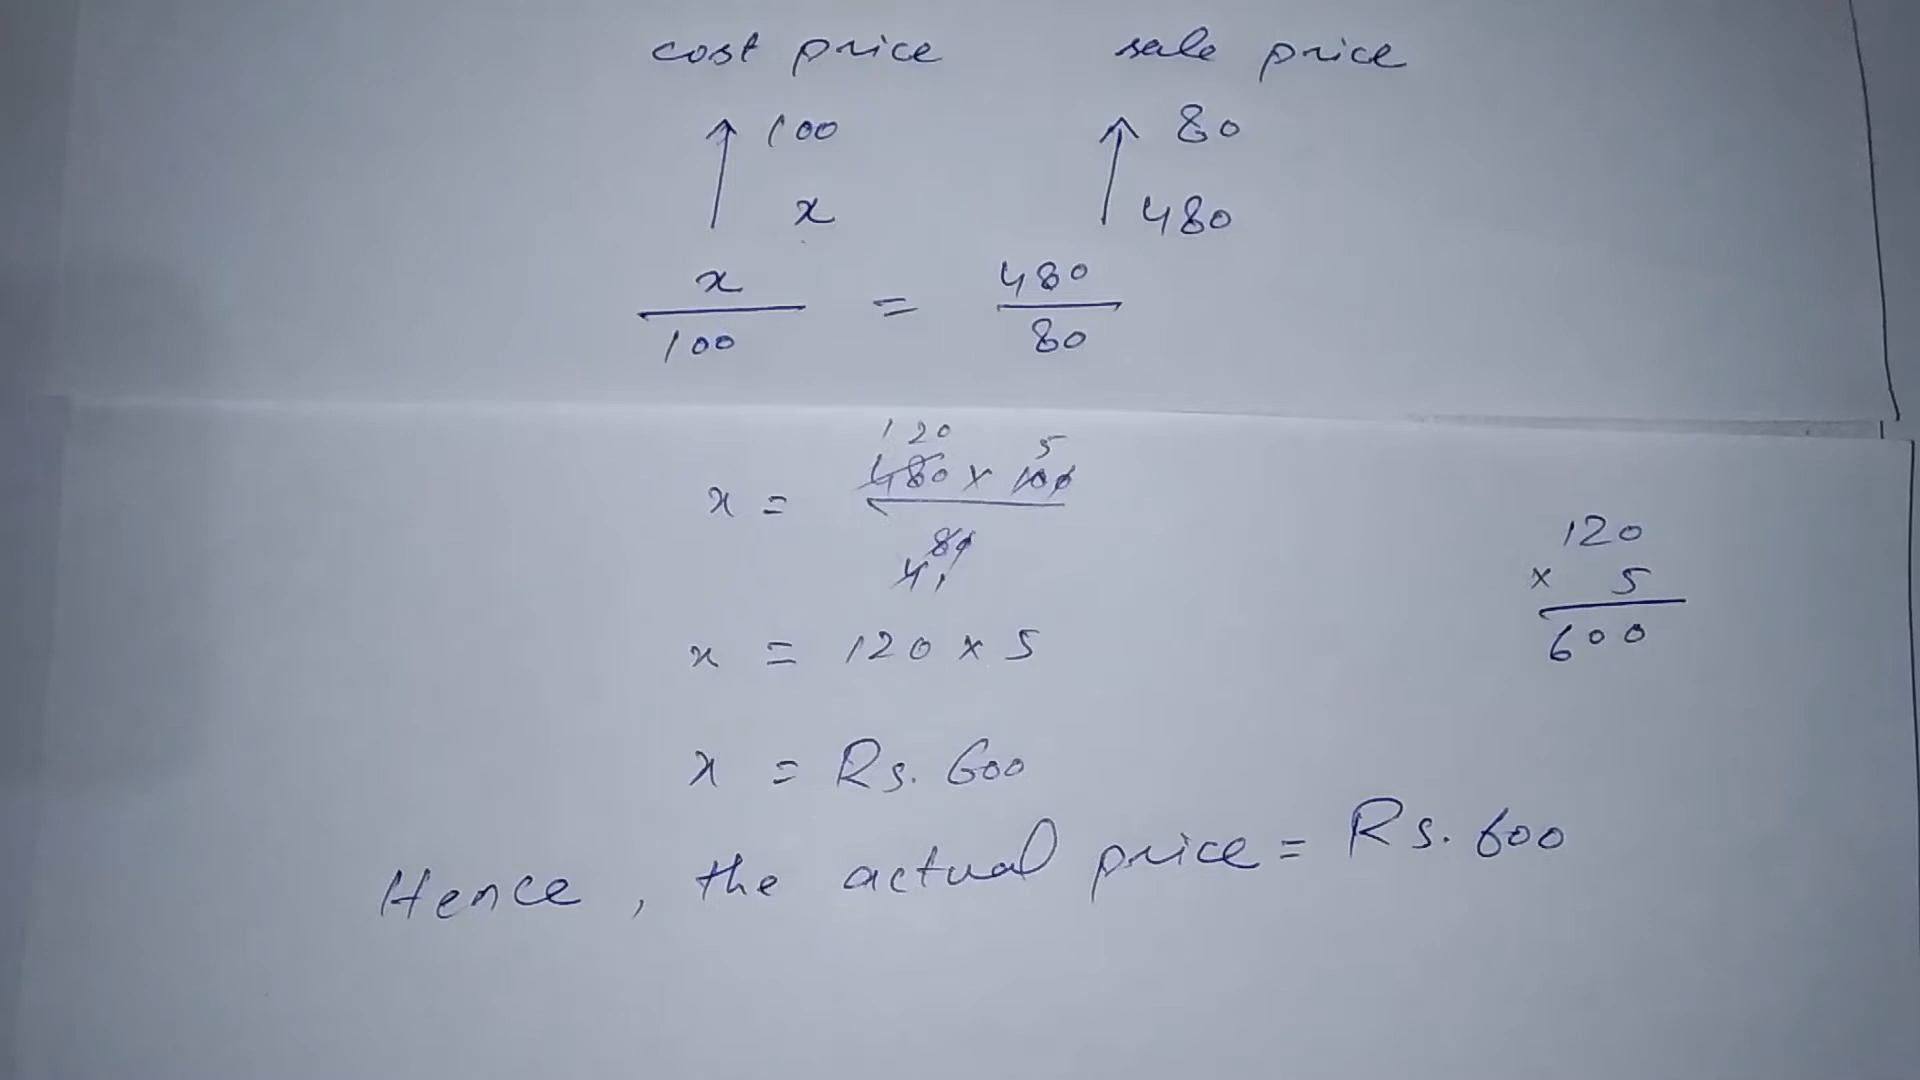 cost price sale price
100 80
x 480
x/100 = 480/80
120 5
x = 480 x 100
80
4
120
x 5
600
x = 120 x 5
x = Rs. 600
Hence, the actual price = Rs. 600